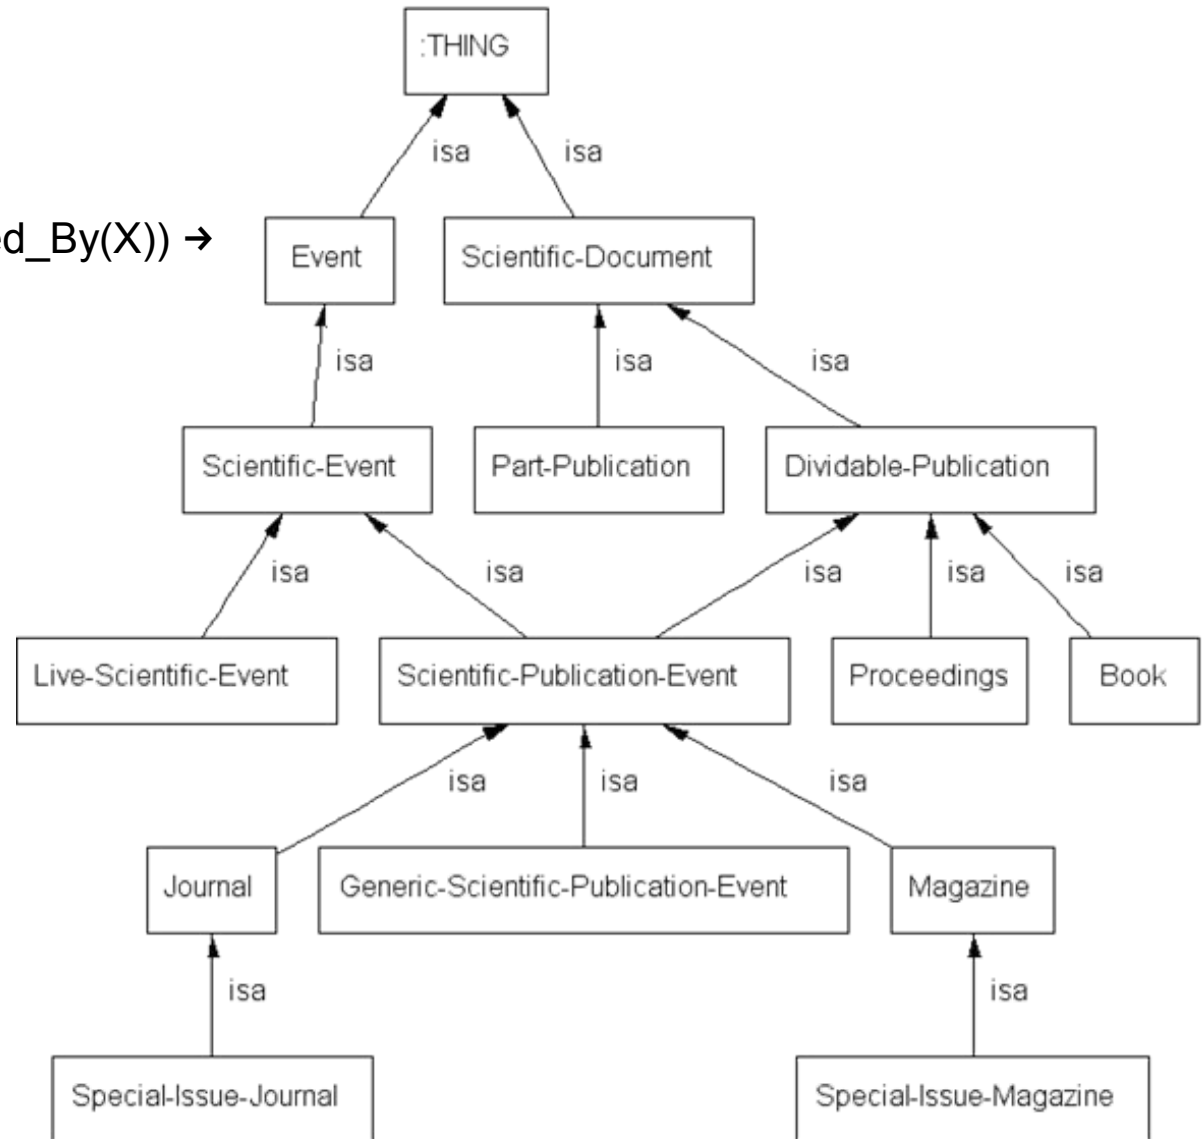 :THING
isa
isa
ed_By(X)) →
Event
Scientific-Document
isa
isa
isa
Scientific-Event
Part-Publication
Dividable-Publication
isa
isa
isa
isa
isa
Live-Scientific-Event
Scientific-Publication-Event
Proceedings
Book
isa
isa
isa
Journal
Generic-Scientific-Publication-Event
Magazine
isa
isa
Special-Issue-Journal
Special-Issue-Magazine